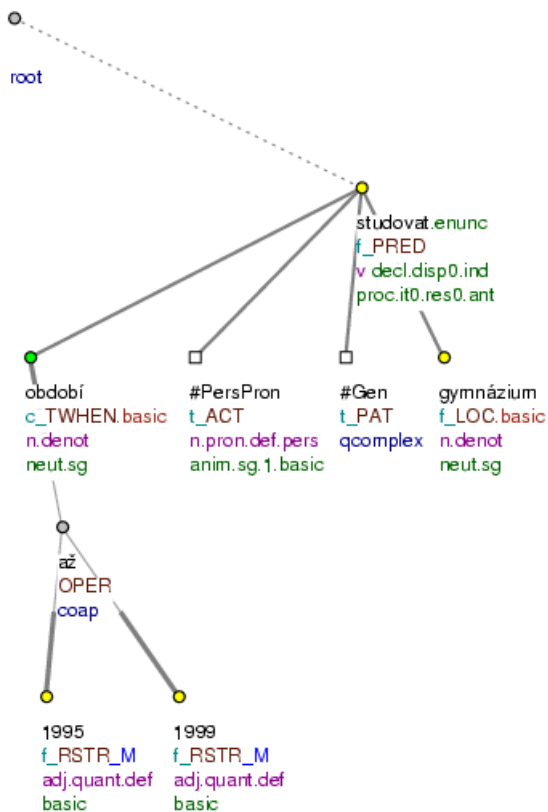 root
studovat.enunc
f_PRED
v decl.disp0.ind
proc.it0.res0.ant
období
c_TWHEN.basic
n.denot
neut.sg
#PersPron
t_ACT
n.pron.def.pers
anim.sg.1.basic
#Gen
t_PAT
qcomplex
gymnázium
f_LOC.basic
n.denot
neut.sg
až
OPER
coap
1995
f_RSTR_M
adj.quant.def
basic
1999
f_RSTR_M
adj.quant.def
basic